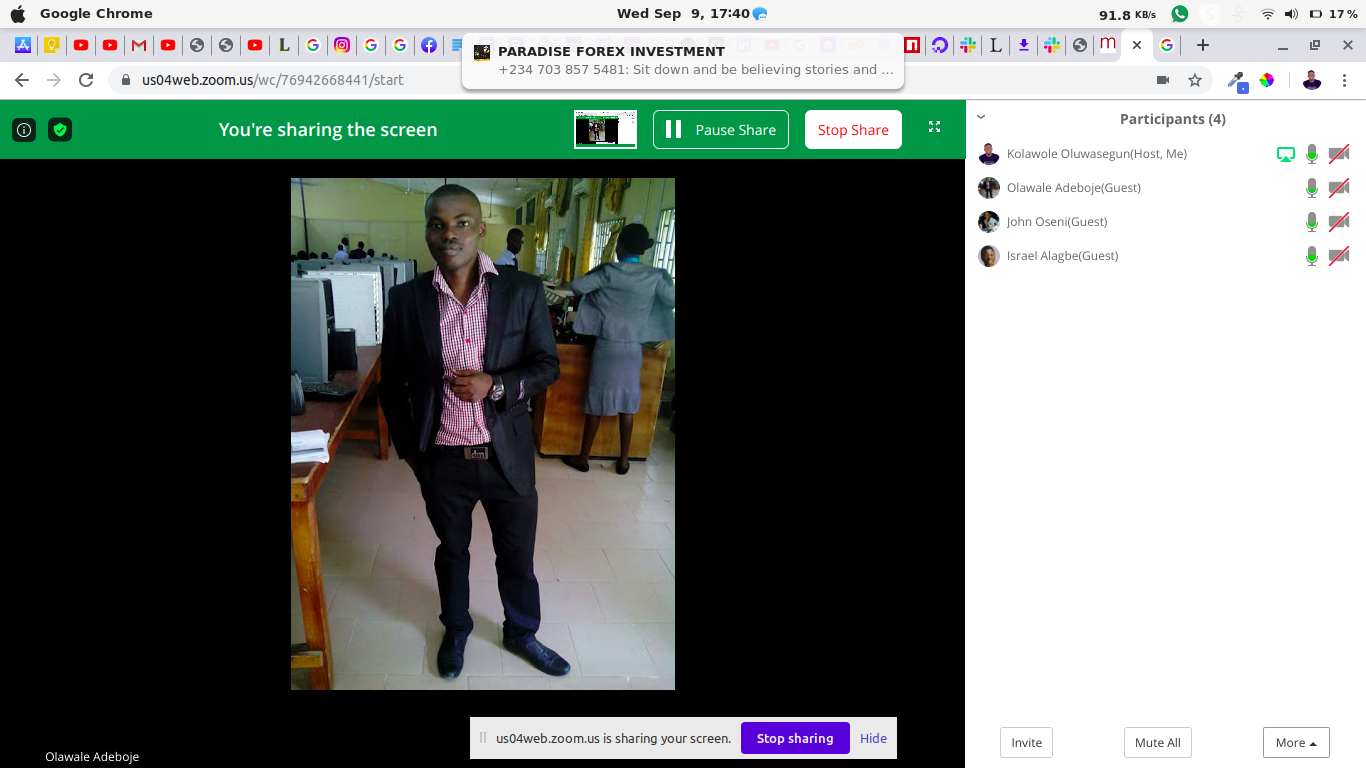 Google Chrome
Wed Sep 9, 17:40
91.8 KB/s
17 %
PARADISE FOREX INVESTMENT
+234 703 857 5481: Sit down and be believing stories and ...
us04web.zoom.us/wc/76942668441/start
You're sharing the screen
Pause Share
Stop Share
Participants (4)
Kolawole Oluwasegun(Host, Me)
Olawale Adeboje(Guest)
John Oseni(Guest)
Israel Alagbe(Guest)
dm
us04web.zoom.us is sharing your screen.
Stop sharing
Hide
Olawale Adeboje
Invite
Mute All
More